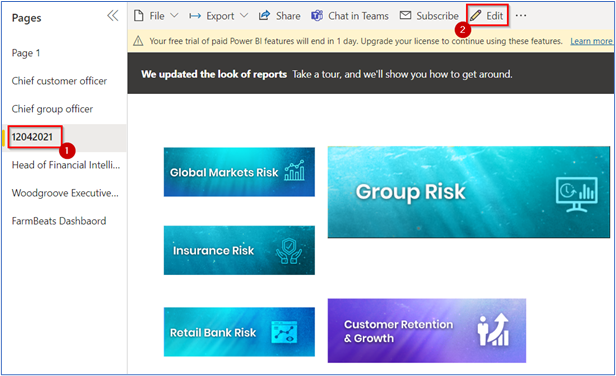 Pages
File
Export
Share
Chat in Teams
Subscribe
Edit
2
Your free trial of paid Power BI features will end in 1 day. Upgrade your license to continue using these features. Learn more
We updated the look of reports Take a tour, and we'll show you how to get around.
Page 1
Chief customer officer
Chief group officer
12042021
1
Head of Financial Intelli...
Woodgroove Executive...
FarmBeats Dashbaord
Global Markets Risk
Group Risk
Insurance Risk
Retail Bank Risk
Customer Retention
& Growth